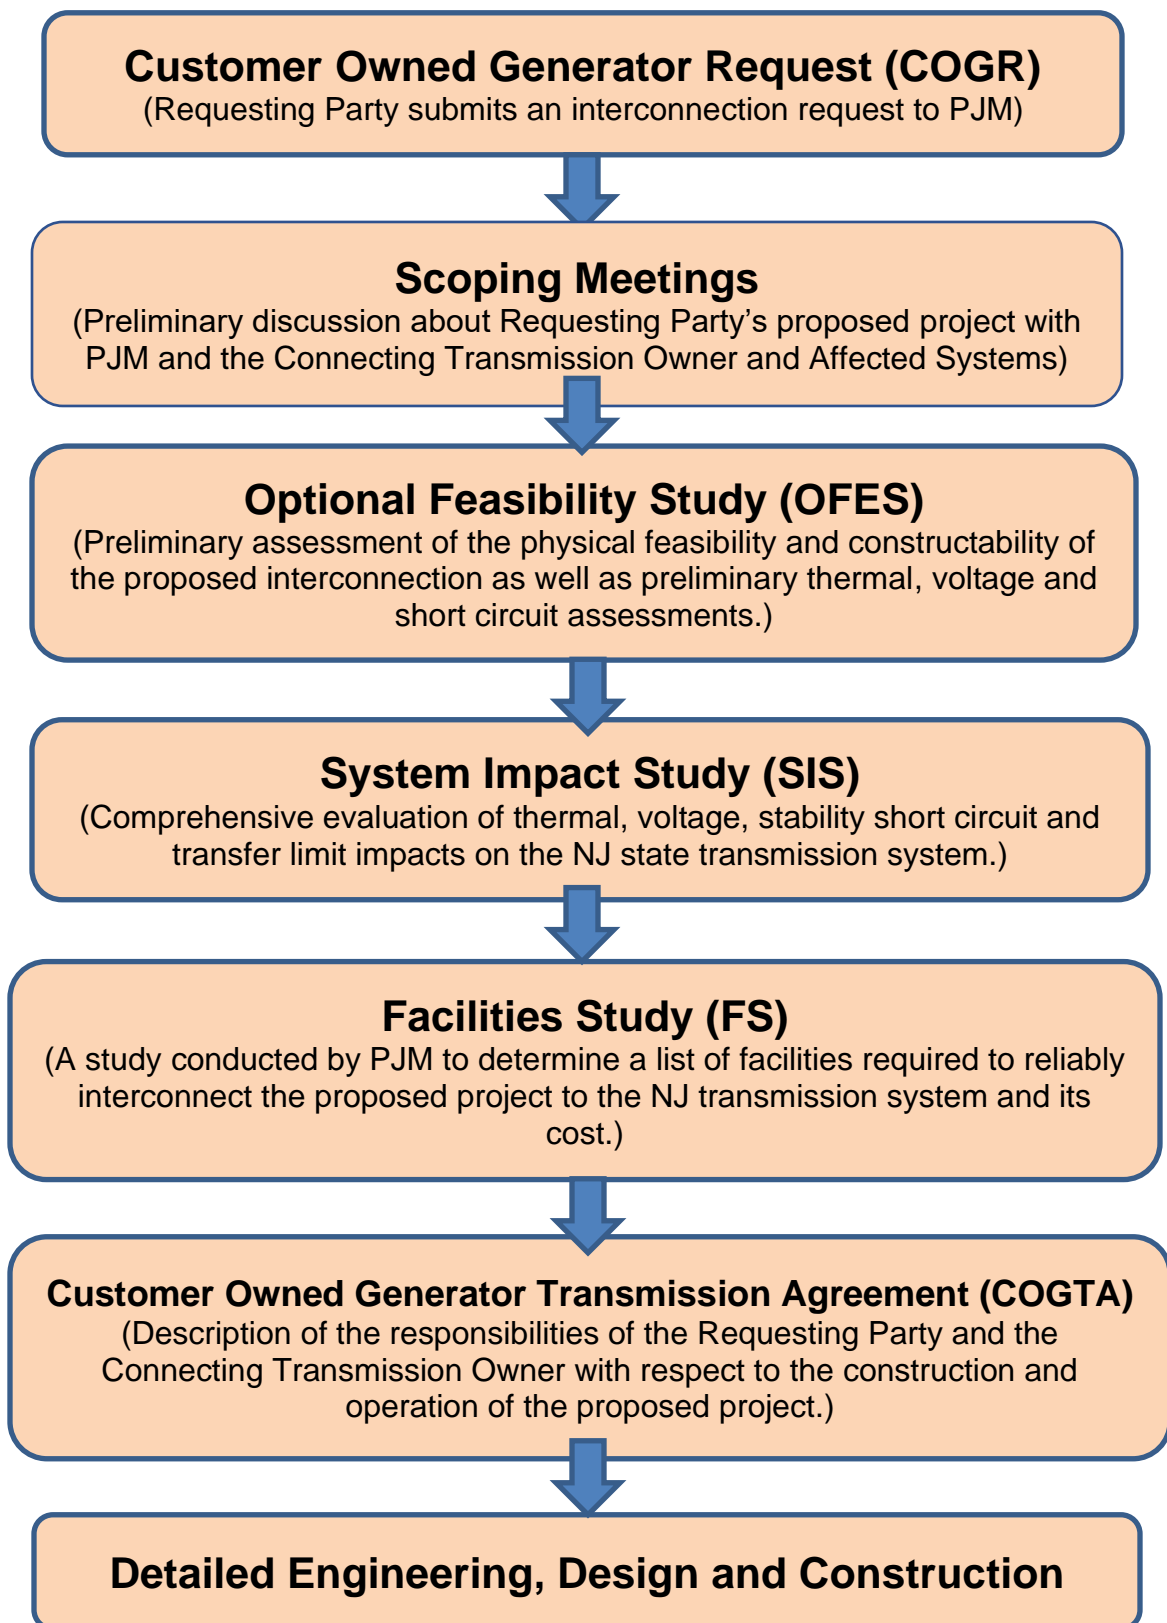 Customer Owned Generator Request (COGR)
(Requesting Party submits an interconnection request to PJM)
Scoping Meetings
(Preliminary discussion about Requesting Party’s proposed project with
PJM and the Connecting Transmission Owner and Affected Systems)
Optional Feasibility Study (OFES)
(Preliminary assessment of the physical feasibility and constructability of
the proposed interconnection as well as preliminary thermal, voltage and
short circuit assessments.)
System Impact Study (SIS)
(Comprehensive evaluation of thermal, voltage, stability short circuit and
transfer limit impacts on the NJ state transmission system.)
Facilities Study (FS)
(A study conducted by PJM to determine a list of facilities required to reliably
interconnect the proposed project to the NJ transmission system and its
cost.)
Customer Owned Generator Transmission Agreement (COGTA)
(Description of the responsibilities of the Requesting Party and the
Connecting Transmission Owner with respect to the construction and
operation of the proposed project.)
Detailed Engineering, Design and Construction